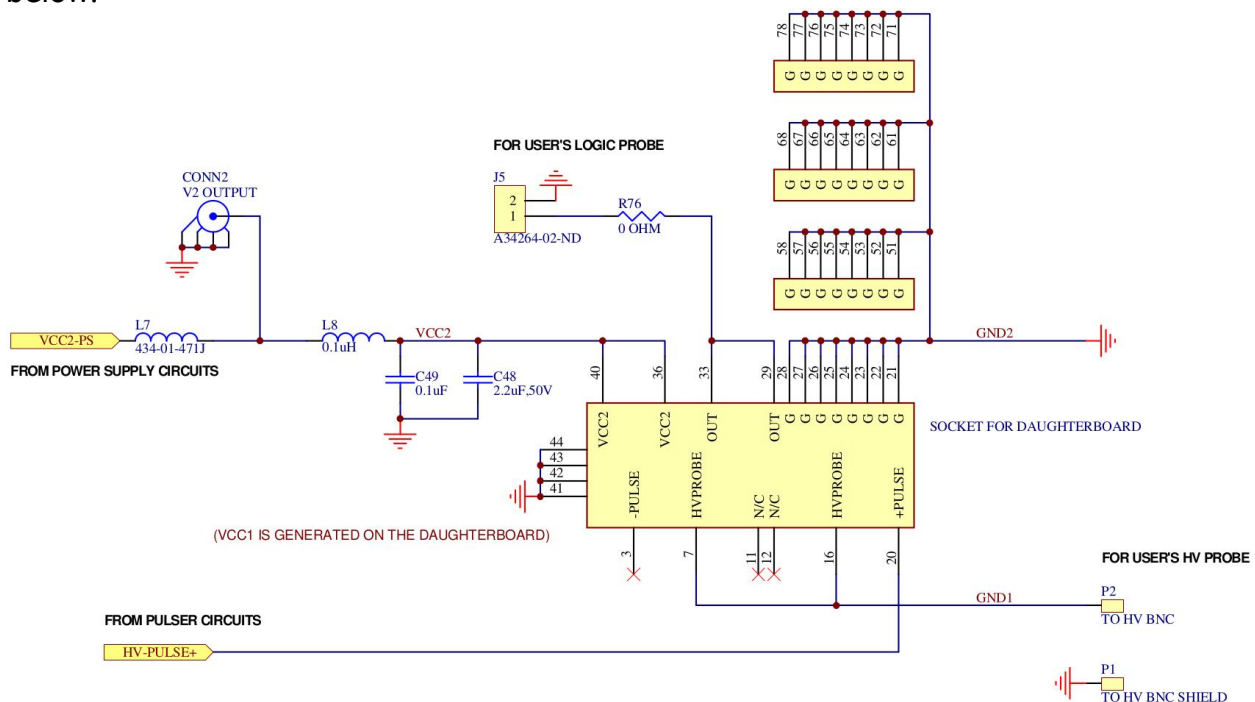 below.
78 77 76 75 74 73 72 71
G G G G G G G G
68 67 66 65 64 63 62 61
G G G G G G G G
58 57 56 55 54 53 52 51
G G G G G G G G
FOR USER'S LOGIC PROBE
J5
2
1
A34264-02-ND
R76
0 OHM
CONN2
V2 OUTPUT
VCC2-PS
L7
434-01-471J
L8
0.1uH
VCC2
FROM POWER SUPPLY CIRCUITS
C49
0.1uF
C48
2.2uF,50V
GND2
40 36 33 29 28 27 26 25 24 23 22 21
VCC2 VCC2 OUT OUT G G G G G G G G
SOCKET FOR DAUGHTERBOARD
44
43
42
41
-PULSE HVPROBE N/C N/C HVPROBE +PULSE
3 7 11 12 16 20
(VCC1 IS GENERATED ON THE DAUGHTERBOARD)
FOR USER'S HV PROBE
GND1
P2
TO HV BNC
FROM PULSER CIRCUITS
HV-PULSE+
P1
TO HV BNC SHIELD